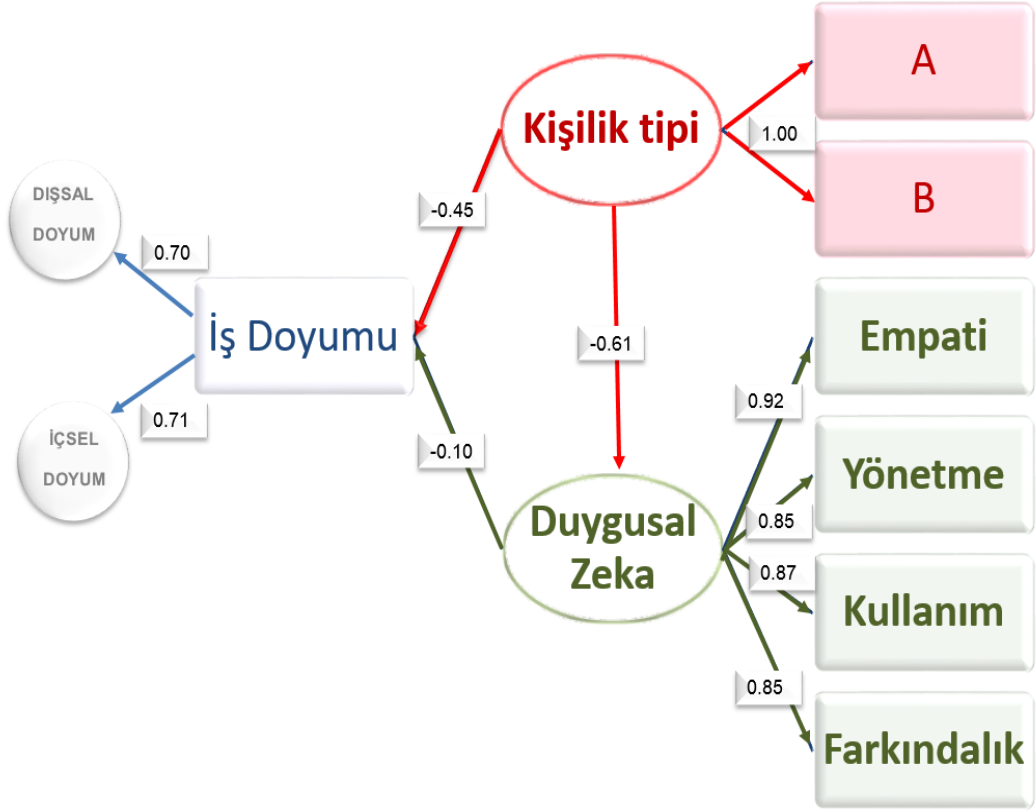 A
Kişilik tipi
1.00
B
DIŞSAL
DOYUM
-0.45
0.70
İş Doyumu
Empati
-0.61
0.92
0.71
İÇSEL
DOYUM
-0.10
Yönetme
Duygusal
Zeka
0.85
0.87
Kullanım
0.85
Farkındalık